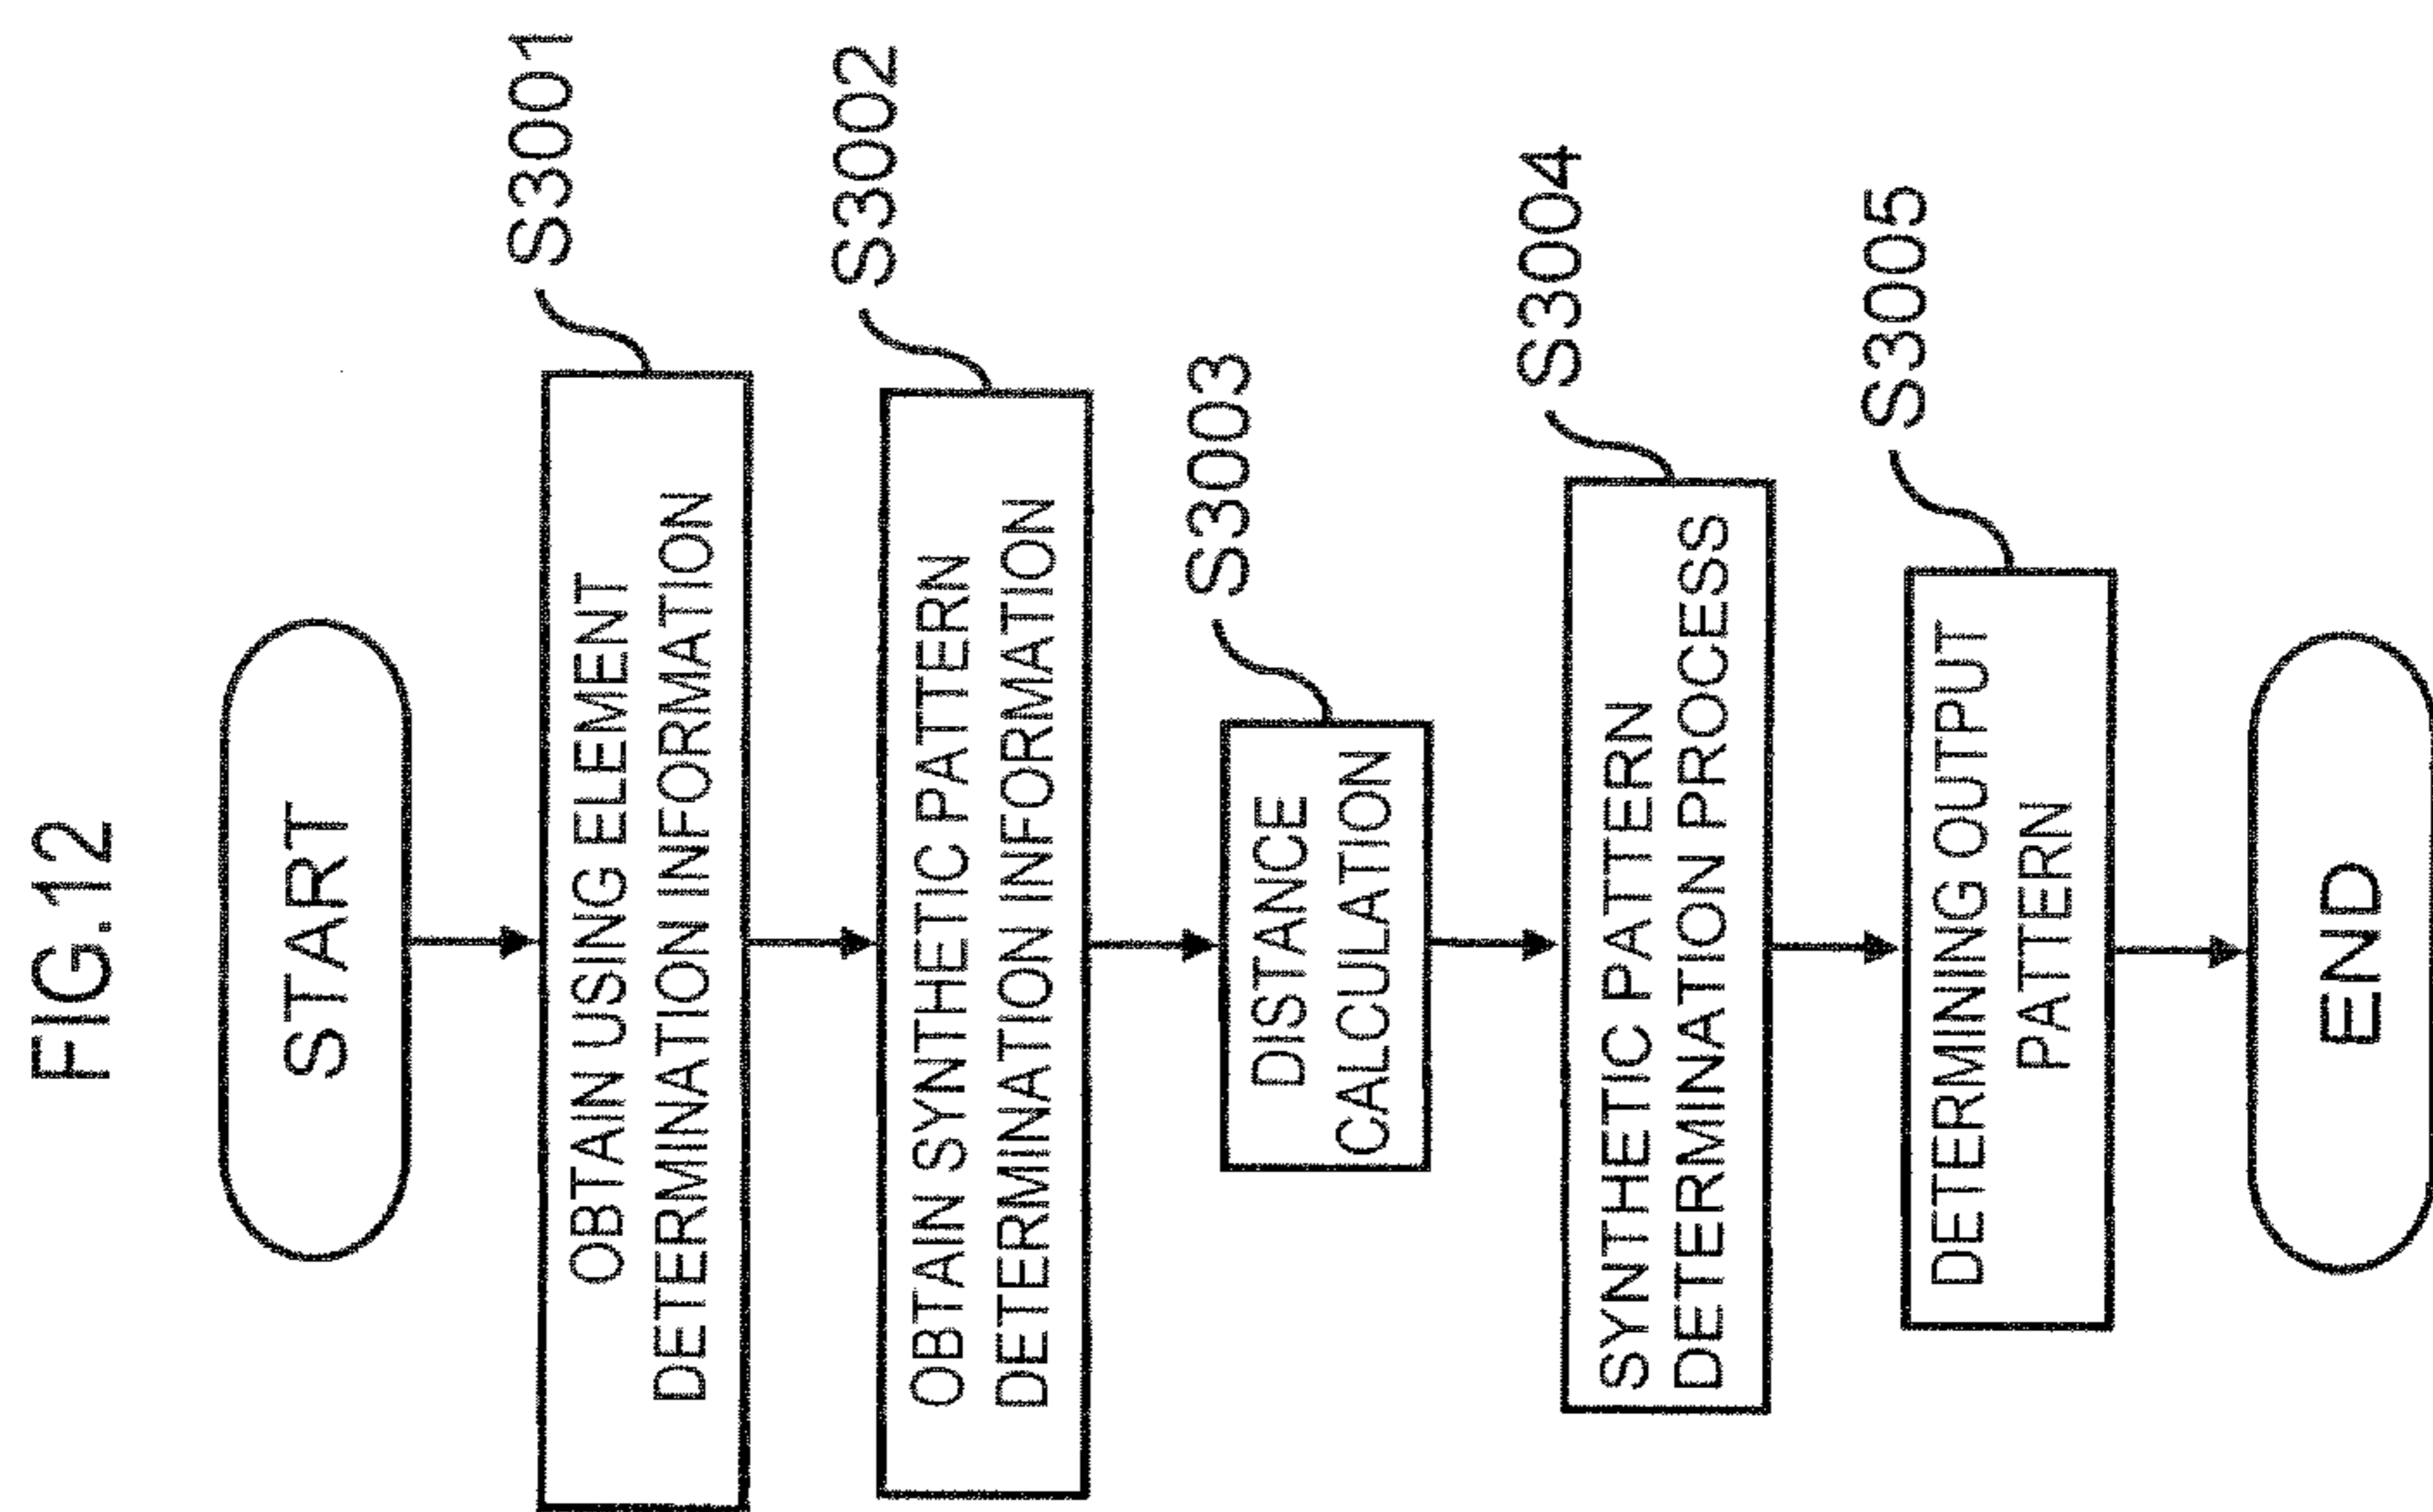 FIG.12
START
OBTAIN USING ELEMENT
DETERMINATION INFORMATION
S3001
OBTAIN SYNTHETIC PATTERN
DETERMINATION INFORMATION
S3002
DISTANCE
CALCULATION
S3003
SYNTHETIC PATTERN
DETERMINATION PROCESS
S3004
DETERMINING OUTPUT
PATTERN
S3005
END